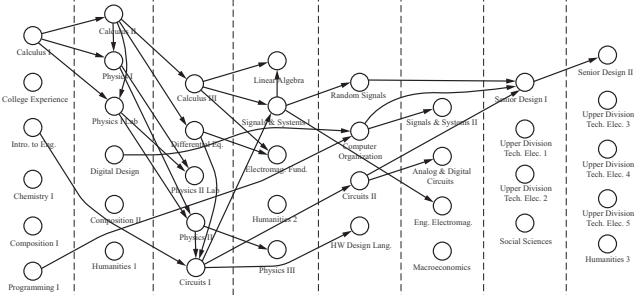 Calculus I
College Experience
Intro. to Eng.
Chemistry I
Composition I
Programming I
Calculus II
Physics I
Physics I Lab
Digital Design
Composition II
Humanities 1
Calculus III
Differential Eq.
Physics II Lab
Physics II
Circuits I
Linear Algebra
Signals & Systems I
Electromag. Fund.
Humanities 2
Physics III
Random Signals
Computer
Organization
Circuits II
HW Design Lang.
Signals & Systems II
Analog & Digital
Circuits
Eng. Electromag.
Macroeconomics
Senior Design I
Upper Division
Tech. Elec. 1
Upper Division
Tech. Elec. 2
Social Sciences
Senior Design II
Upper Division
Tech. Elec. 3
Upper Division
Tech. Elec. 4
Upper Division
Tech. Elec. 5
Humanities 3